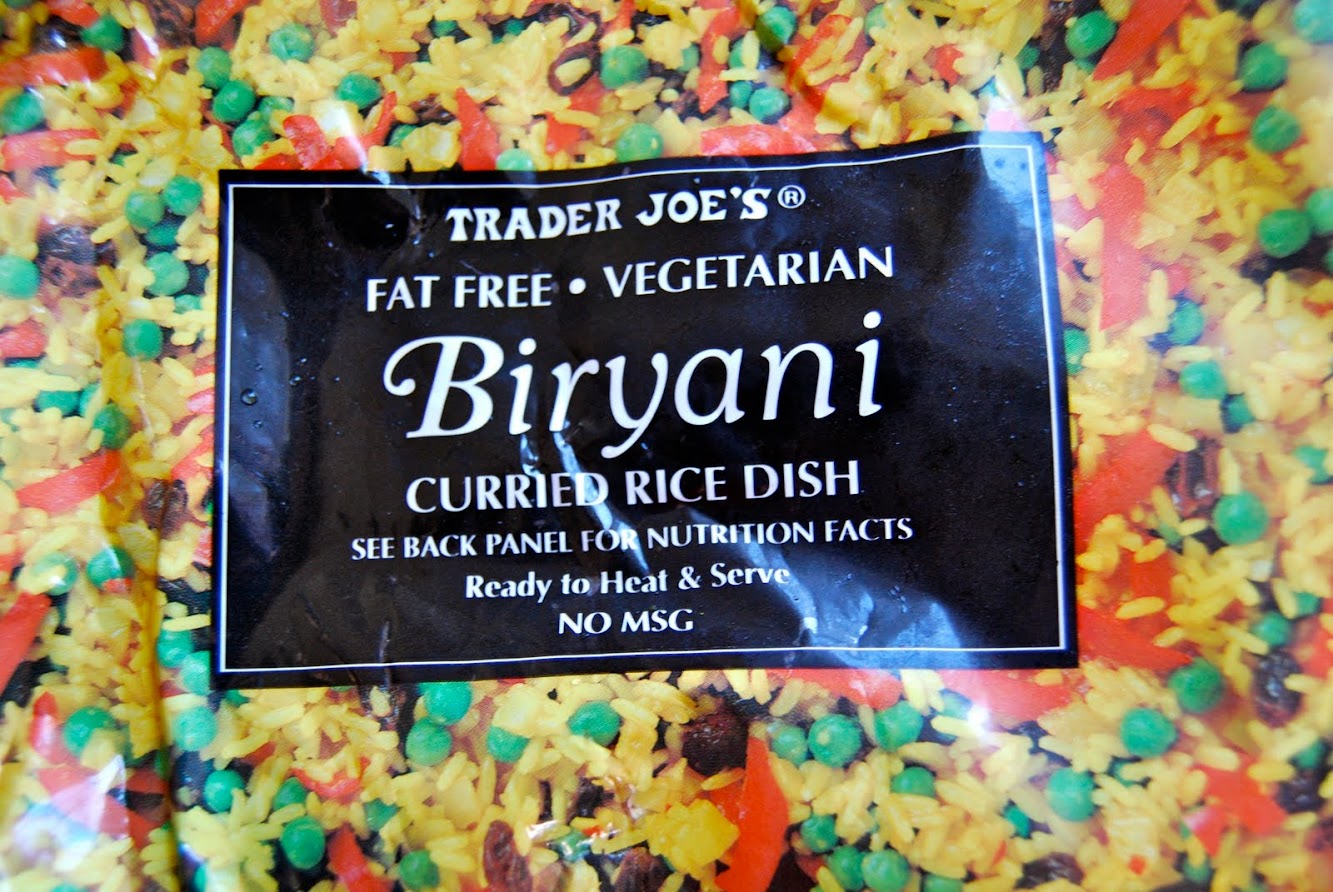 TRADER JOE'S®
FAT FREE • VEGETARIAN
Biryani
CURRIED RICE DISH
SEE BACK PANEL FOR NUTRITION FACTS
Ready to Heat & Serve
NO MSG